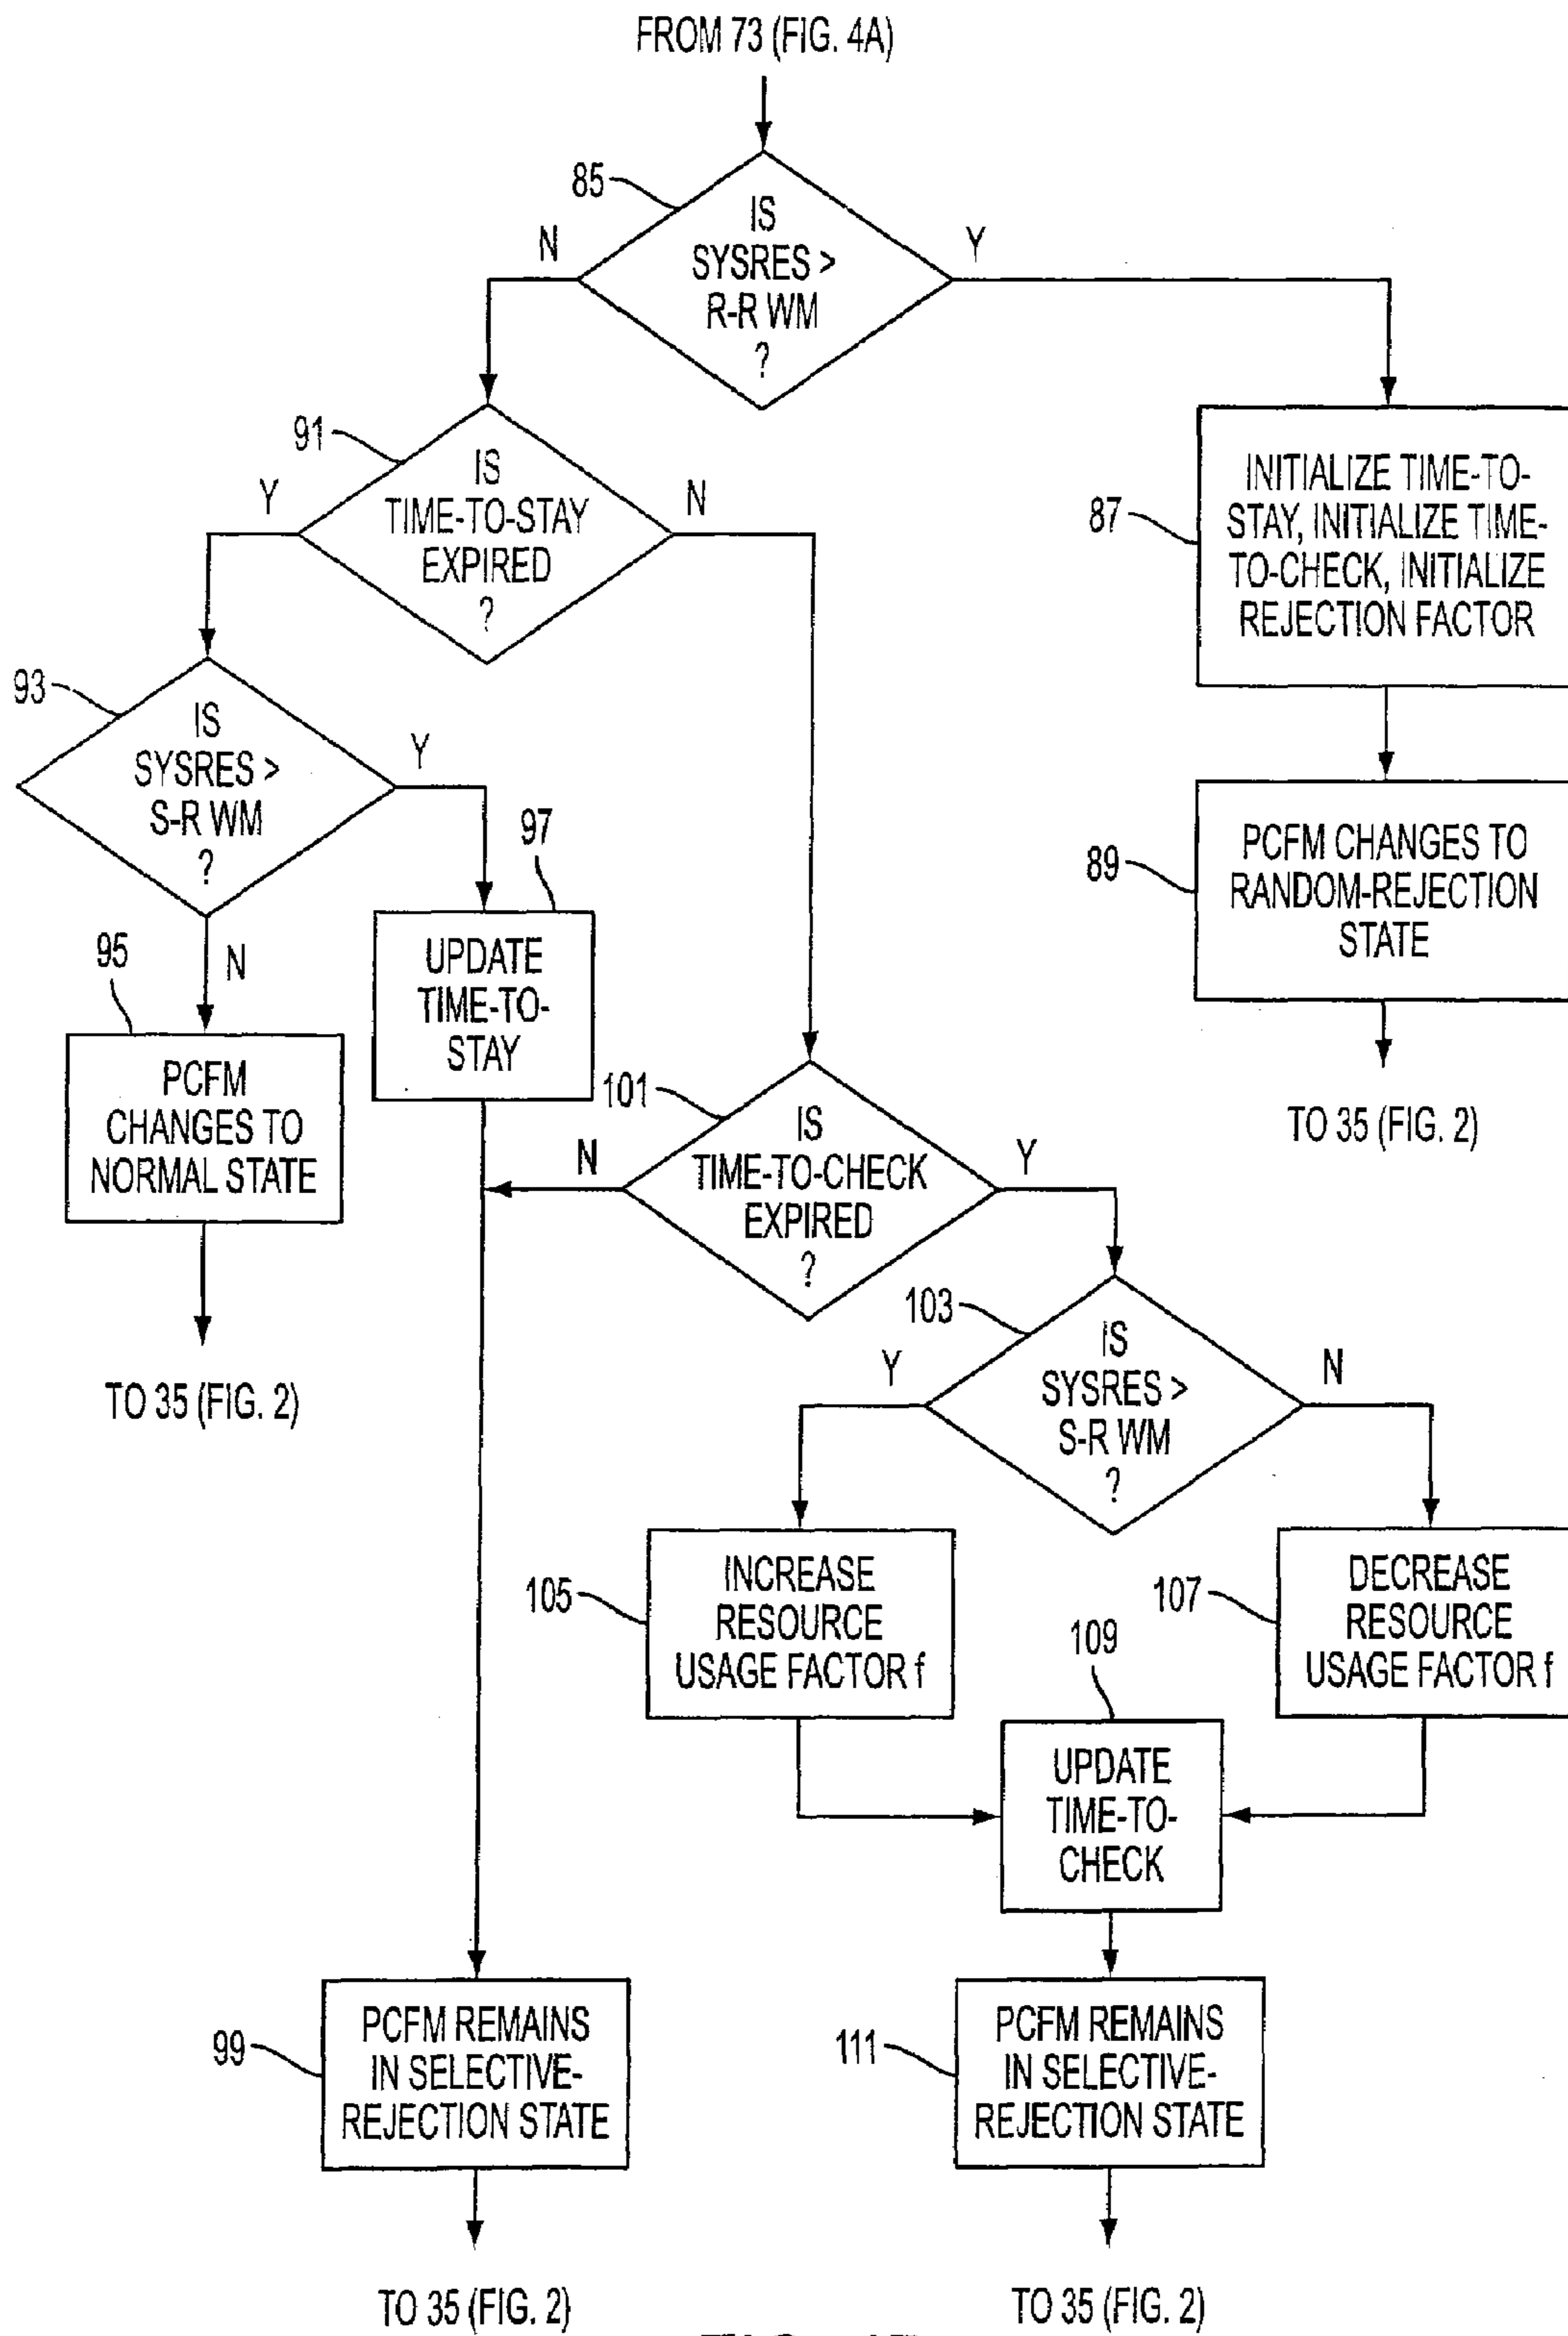 FROM 73 (FIG. 4A)
85
IS
SYSRES >
R-R WM
?
N
Y
91
IS
TIME-TO-STAY
EXPIRED
?
Y
N
87
INITIALIZE TIME-TO-
STAY, INITIALIZE TIME-
TO-CHECK, INITIALIZE
REJECTION FACTOR
93
IS
SYSRES >
S-R WM
?
Y
N
97
UPDATE
TIME-TO-
STAY
89
PCFM CHANGES TO
RANDOM-REJECTION
STATE
TO 35 (FIG. 2)
95
PCFM
CHANGES TO
NORMAL STATE
TO 35 (FIG. 2)
101
IS
TIME-TO-CHECK
EXPIRED
?
N
Y
103
IS
SYSRES >
S-R WM
?
Y
N
105
INCREASE
RESOURCE
USAGE FACTOR f
107
DECREASE
RESOURCE
USAGE FACTOR f
109
UPDATE
TIME-TO-
CHECK
99
PCFM REMAINS
IN SELECTIVE-
REJECTION STATE
111
PCFM REMAINS
IN SELECTIVE-
REJECTION STATE
TO 35 (FIG. 2)
TO 35 (FIG. 2)